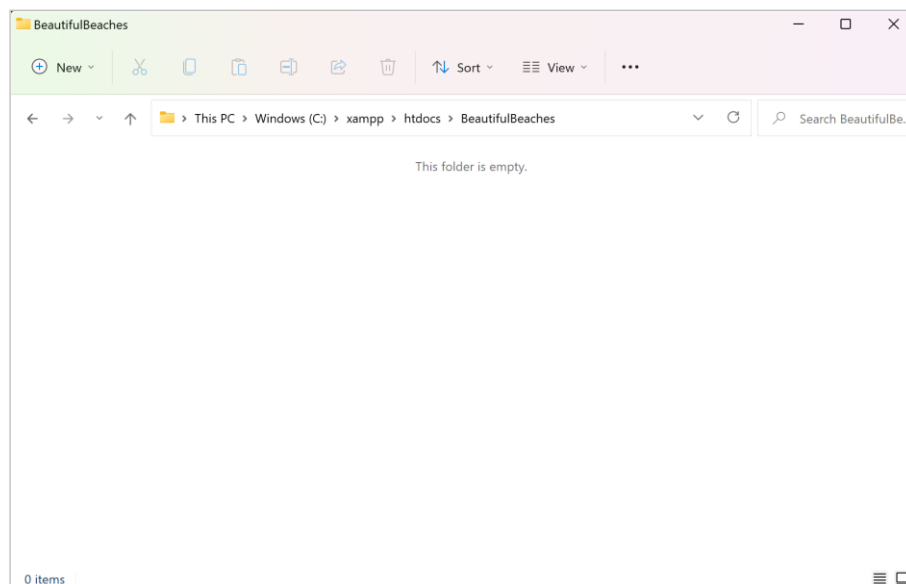 BeautifulBeaches
New Sort View
This PC > Windows (C:) > xampp > htdocs > BeautifulBeaches Search BeautifulBe..
This folder is empty.
0 items